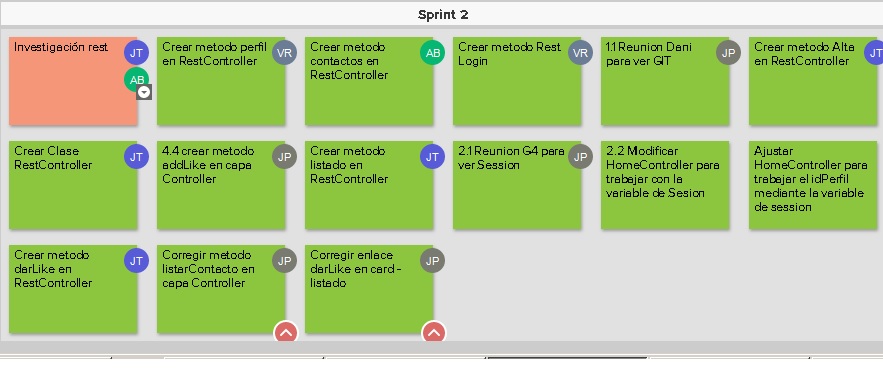 Sprint 2
Investigación rest
JT
AB
Crear metodo perfil
en RestController
VR
Crear metodo
contactos en
RestController
AB
Crear metodo Rest
Login
VR
1.1 Reunion Dani
para ver GIT
JP
Crear metodo Alta
en RestController
JT
Crear Clase
RestController
JT
4.4 crear metodo
addLike en capa
Controller
JP
Crear metodo
listado en
RestController
JT
2.1 Reunion G4 para
ver Session
JP
2.2 Modificar
HomeController para
trabajar con la
variable de Sesion
Ajustar
HomeController para
trabajar el idPerfil
mediante la variable
de session
Crear metodo
darLike en
RestController
JT
Corregir metodo
listarContacto en
capa Controller
JP
Corregir enlace
darLike en card-
listado
JP